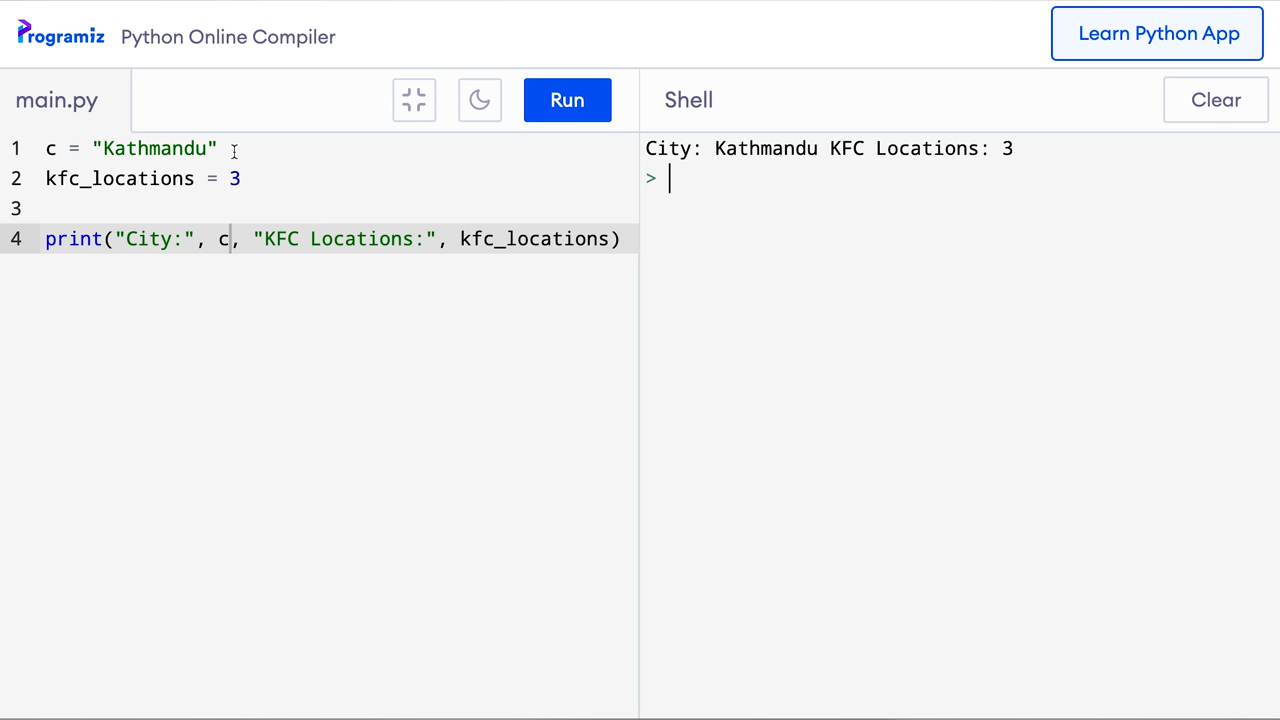 Programiz Python Online Compiler
Learn Python App
main.py
Run
Shell
Clear
1 c = "Kathmandu"
2 kfc_locations = 3
3
4 print("City:", c, "KFC Locations:", kfc_locations)
City: Kathmandu KFC Locations: 3
>